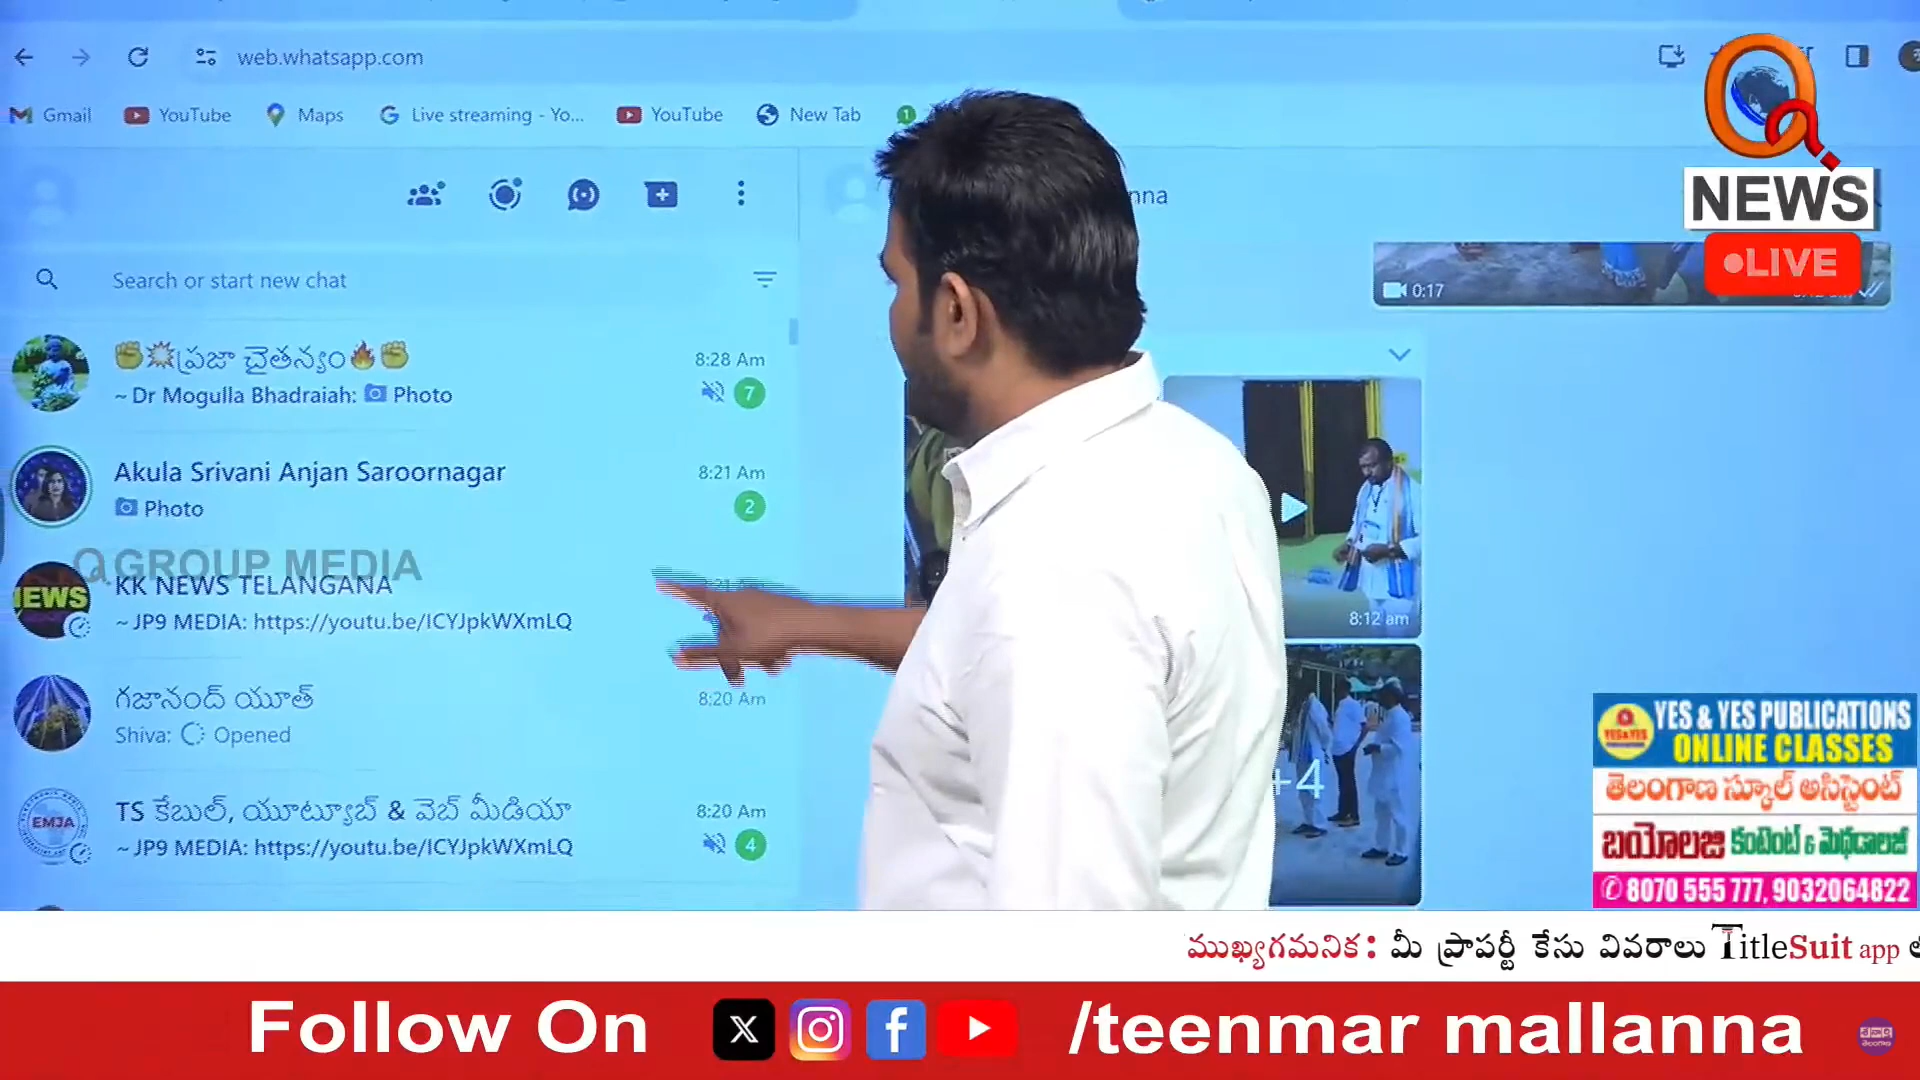 web.whatsapp.com
Gmail
YouTube
Maps
Live streaming - Yo...
YouTube
New Tab
1
nna
Search or start new chat
ప్రజా చైతన్యం
8:28 Am
~ Dr Mogulla Bhadraiah: Photo
7
Akula Srivani Anjan Saroornagar
8:21 Am
Photo
2
Q GROUP MEDIA
KK NEWS TELANGANA
NEWS
~ JP9 MEDIA: https://youtu.be/ICYJpkWXmLQ
గజానంద్ యూత్
8:20 Am
Shiva: Opened
TS కేబుల్, యూట్యూబ్ & వెబ్ మీడియా
8:20 Am
EMJA
~ JP9 MEDIA: https://youtu.be/ICYJpkWXmLQ
4
0:17
8:12 am
+4
Q
NEWS
LIVE
YES & YES PUBLICATIONS
ONLINE CLASSES
తెలంగాణ స్కూల్ అసిస్టెంట్
బయోలజి కంటెంట్ & మెథడాలజీ
8070 555 777, 9032064822
ముఖ్యగమనిక: మీ ప్రాపర్టీ కేసు వివరాలు TitleSuit app
Follow On
/teenmar mallanna